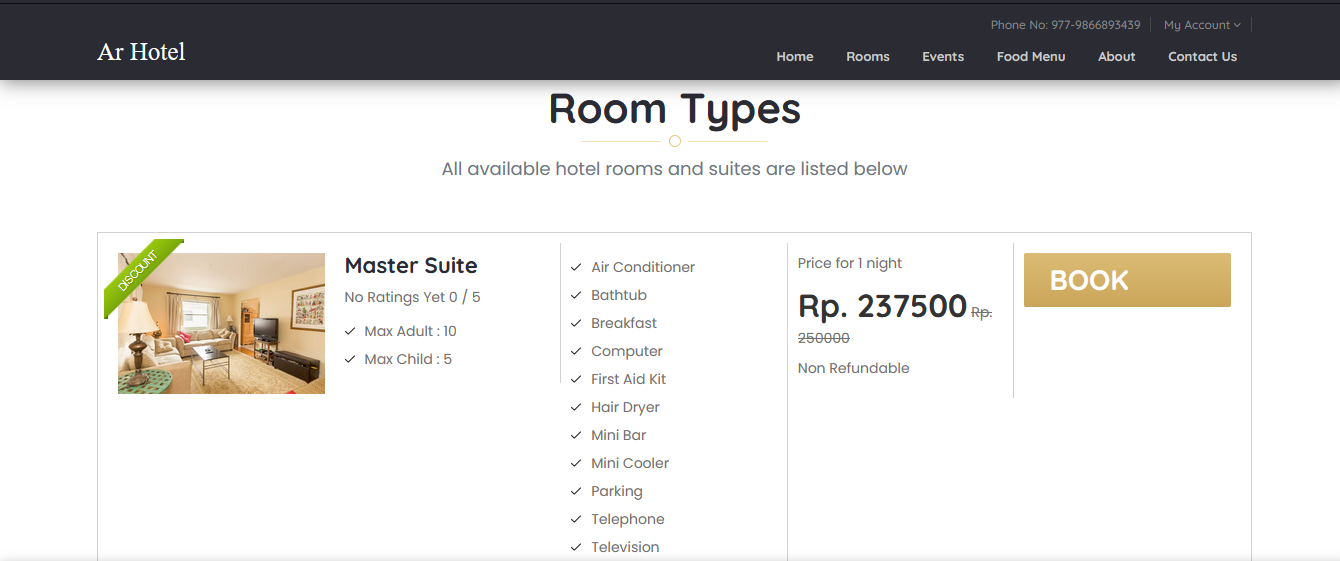 Phone No: 977-9866893439
My Account
Ar Hotel
Home
Rooms
Events
Food Menu
About
Contact Us
Room Types
All available hotel rooms and suites are listed below
DISCOUNT
Master Suite
No Ratings Yet 0 / 5
Max Adult : 10
Max Child : 5
Air Conditioner
Bathtub
Breakfast
Computer
First Aid Kit
Hair Dryer
Mini Bar
Mini Cooler
Parking
Telephone
Television
Price for 1 night
Rp. 237500 Rp.
250000
Non Refundable
BOOK